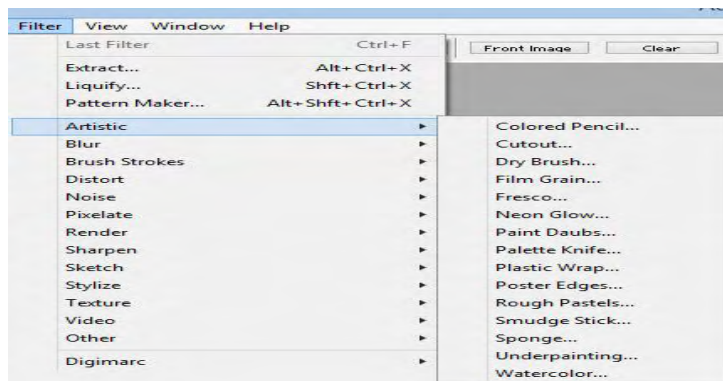 Filter View Window Help
Last Filter Ctrl+F
Front Image Clear
Extract... Alt+Ctrl+X
Liquify... Shft+Ctrl+X
Pattern Maker... Alt+Shft+Ctrl+X
Artistic
Blur
Brush Strokes
Distort
Noise
Pixelate
Render
Sharpen
Sketch
Stylize
Texture
Video
Other
Digimarc
Colored Pencil...
Cutout...
Dry Brush...
Film Grain...
Fresco...
Neon Glow...
Paint Daubs...
Palette Knife...
Plastic Wrap...
Poster Edges...
Rough Pastels...
Smudge Stick...
Sponge...
Underpainting...
Watercolor...